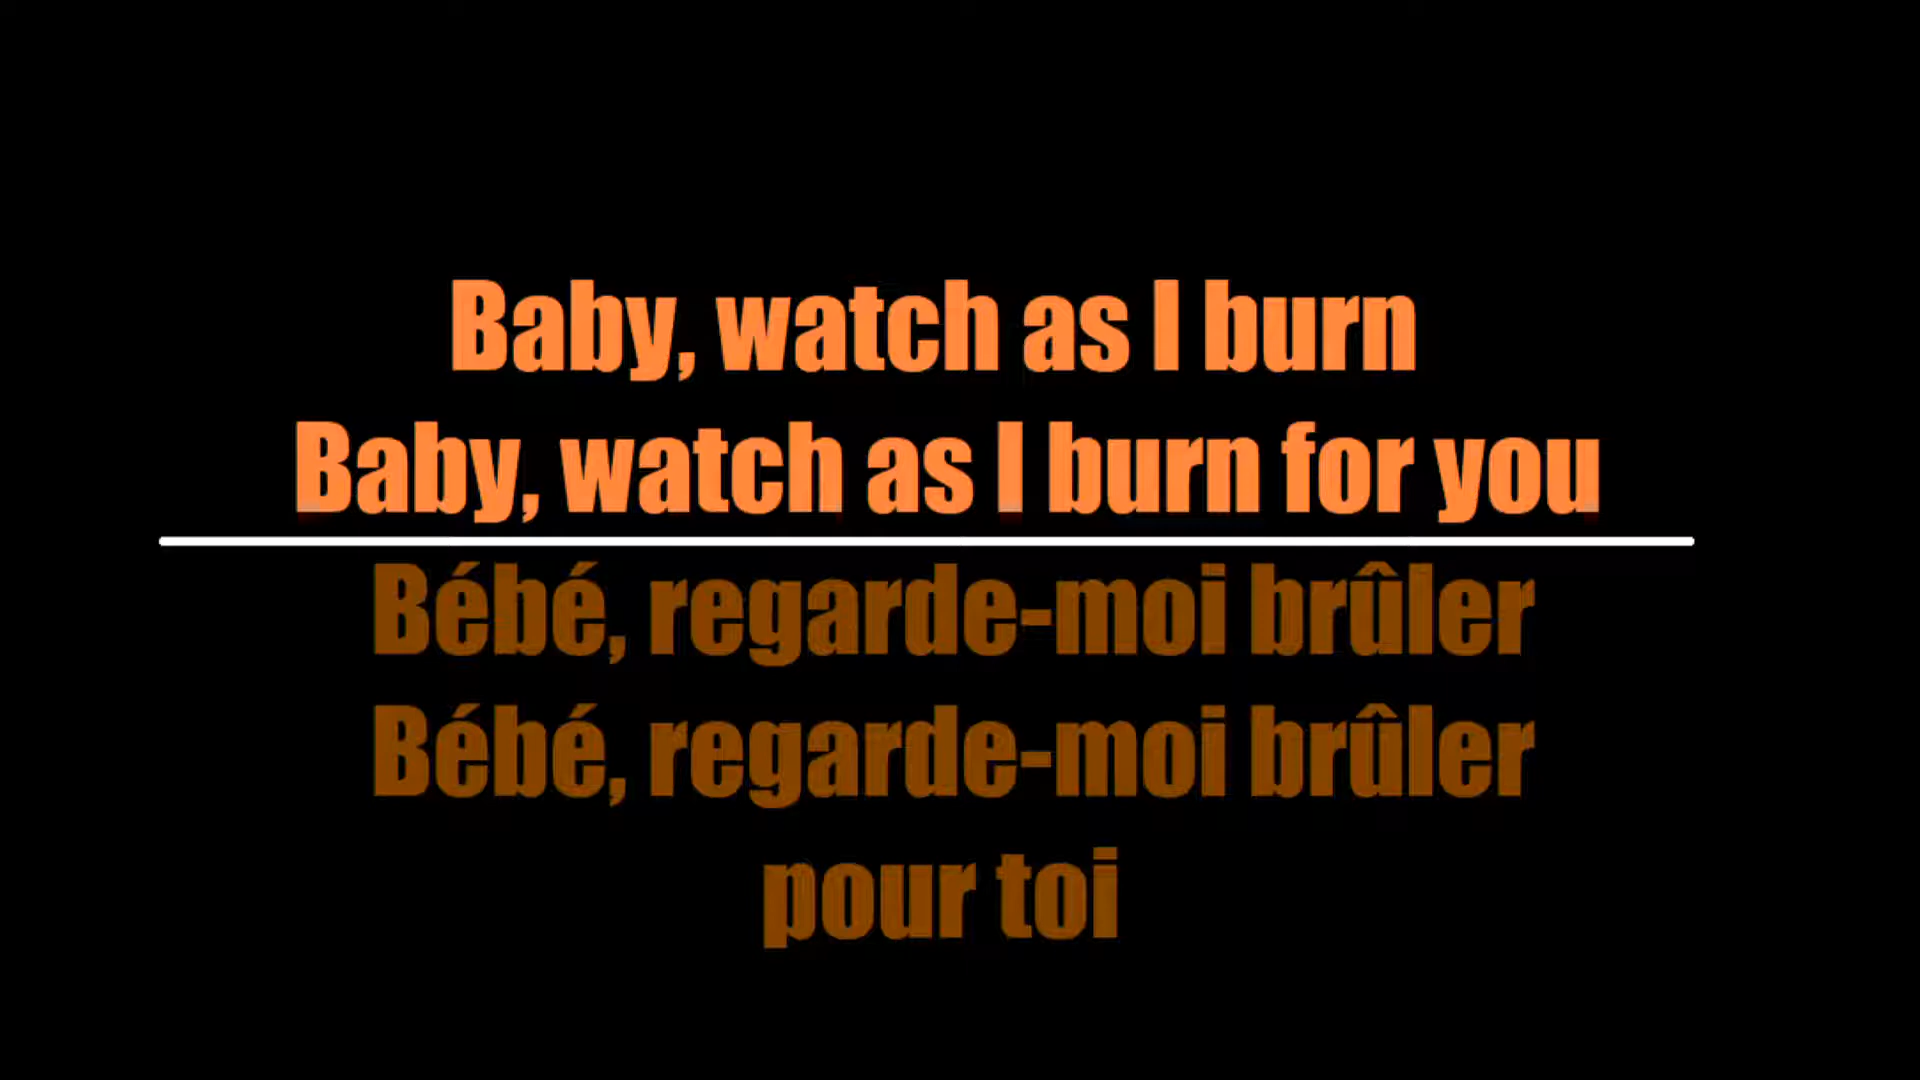 Baby, watch as I burn
Baby, watch as I burn for you
Bébé, regarde-moi brûler
Bébé, regarde-moi brûler
pour toi